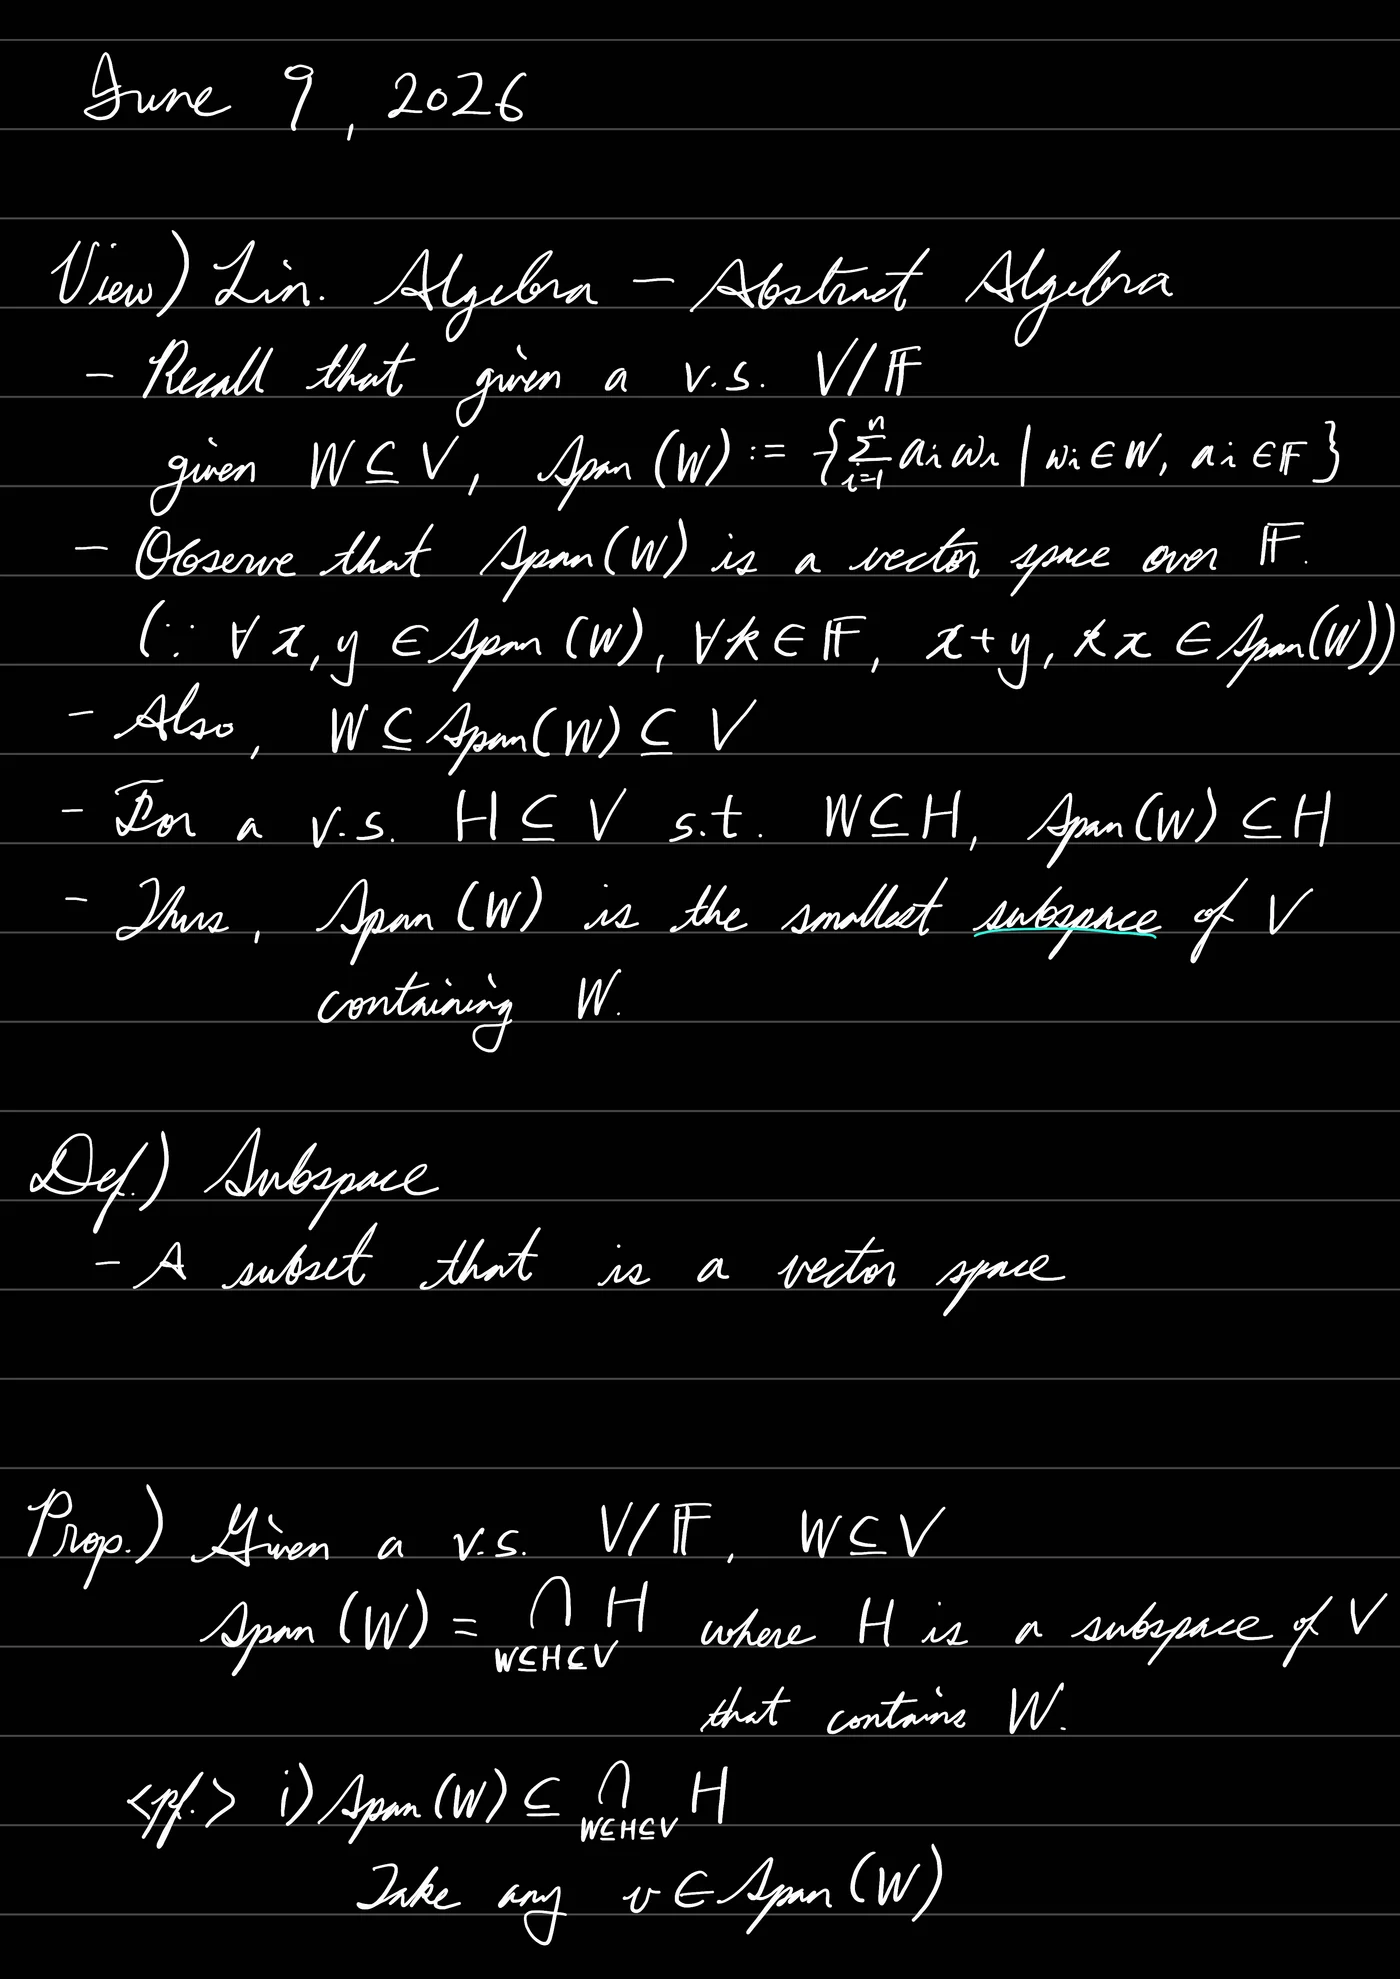 June 9, 2026
View) Lin. Algebra — Abstract Algebra
- Recall that given a v.s. V/𝔽
given W ⊆ V, Span (W) := {∑ⁿᵢ₌₁ aᵢwᵢ | wᵢ ∈ W, aᵢ ∈ 𝔽}
- Observe that Span(W) is a vector space over 𝔽.
(∵ ∀x, y ∈ Span (W), ∀k ∈ 𝔽, x+y, kx ∈ Span(W))
- Also, W ⊆ Span(W) ⊆ V
- For a v.s. H ⊆ V s.t. W ⊆ H, Span(W) ⊆ H
- Thus, Span (W) is the smallest subspace of V
containing W.
Def.) Subspace
- A subset that is a vector space
Prop.) Given a v.s. V/𝔽, W ⊆ V
Span (W) = ⋂ H where H is a subspace of V
W⊆H⊆V
that contains W.
<pf.> i) Span(W) ⊆ ⋂ H
W⊆H⊆V
Take any v ∈ Span(W)